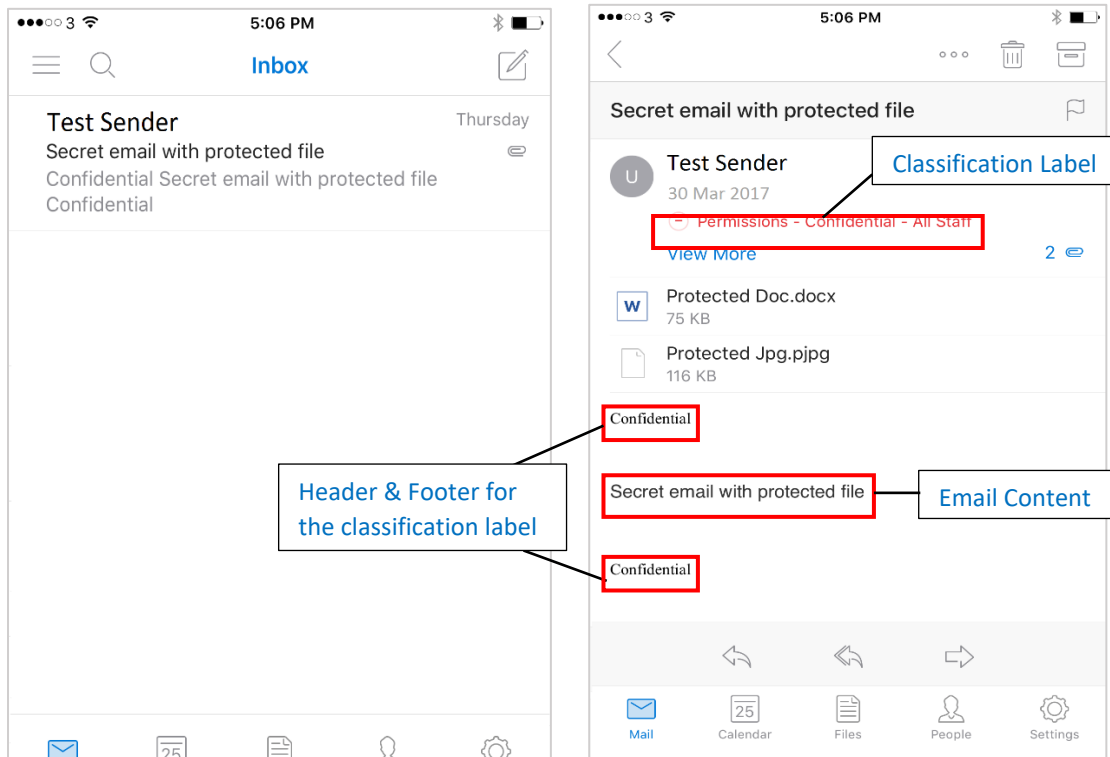 3
5:06 PM
Inbox
Test Sender
Thursday
Secret email with protected file
Confidential Secret email with protected file
Confidential
25
3
5:06 PM
Secret email with protected file
U
Test Sender
30 Mar 2017
Permissions - Confidential - All Staff
View More
2
Classification Label
W
Protected Doc.docx
75 KB
Protected Jpg.pjpg
116 KB
Confidential
Header & Footer for
the classification label
Secret email with protected file
Email Content
Confidential
25
Mail
Calendar
Files
People
Settings